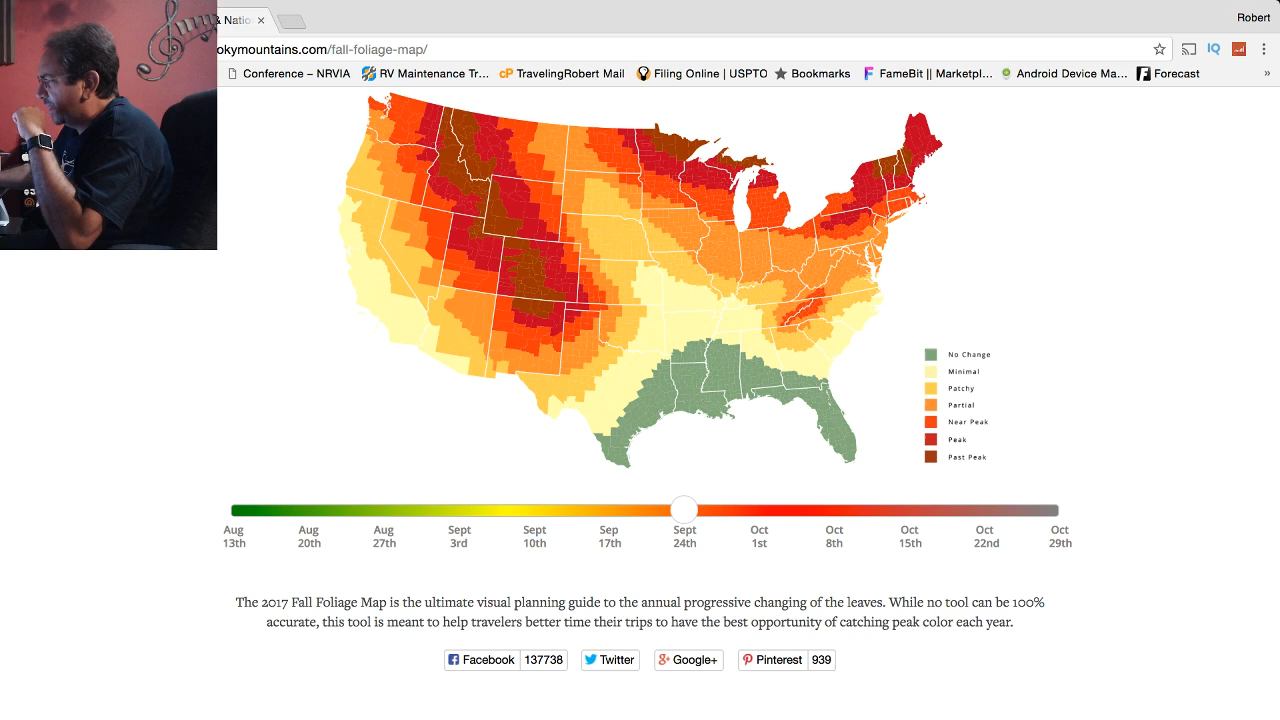 & Natio
Robert
okymountains.com/fall-foliage-map/
IQ
Conference – NRVIA
RV Maintenance Tr...
cP TravelingRobert Mail
Filing Online | USPTO
Bookmarks
FameBit || Marketpl...
Android Device Ma...
Forecast
»
No Change
Minimal
Patchy
Partial
Near Peak
Peak
Past Peak
Aug 13th
Aug 20th
Aug 27th
Sept 3rd
Sept 10th
Sep 17th
Sept 24th
Oct 1st
Oct 8th
Oct 15th
Oct 22nd
Oct 29th
The 2017 Fall Foliage Map is the ultimate visual planning guide to the annual progressive changing of the leaves. While no tool can be 100%
accurate, this tool is meant to help travelers better time their trips to have the best opportunity of catching peak color each year.
Facebook 137738
Twitter
Google+
Pinterest 939